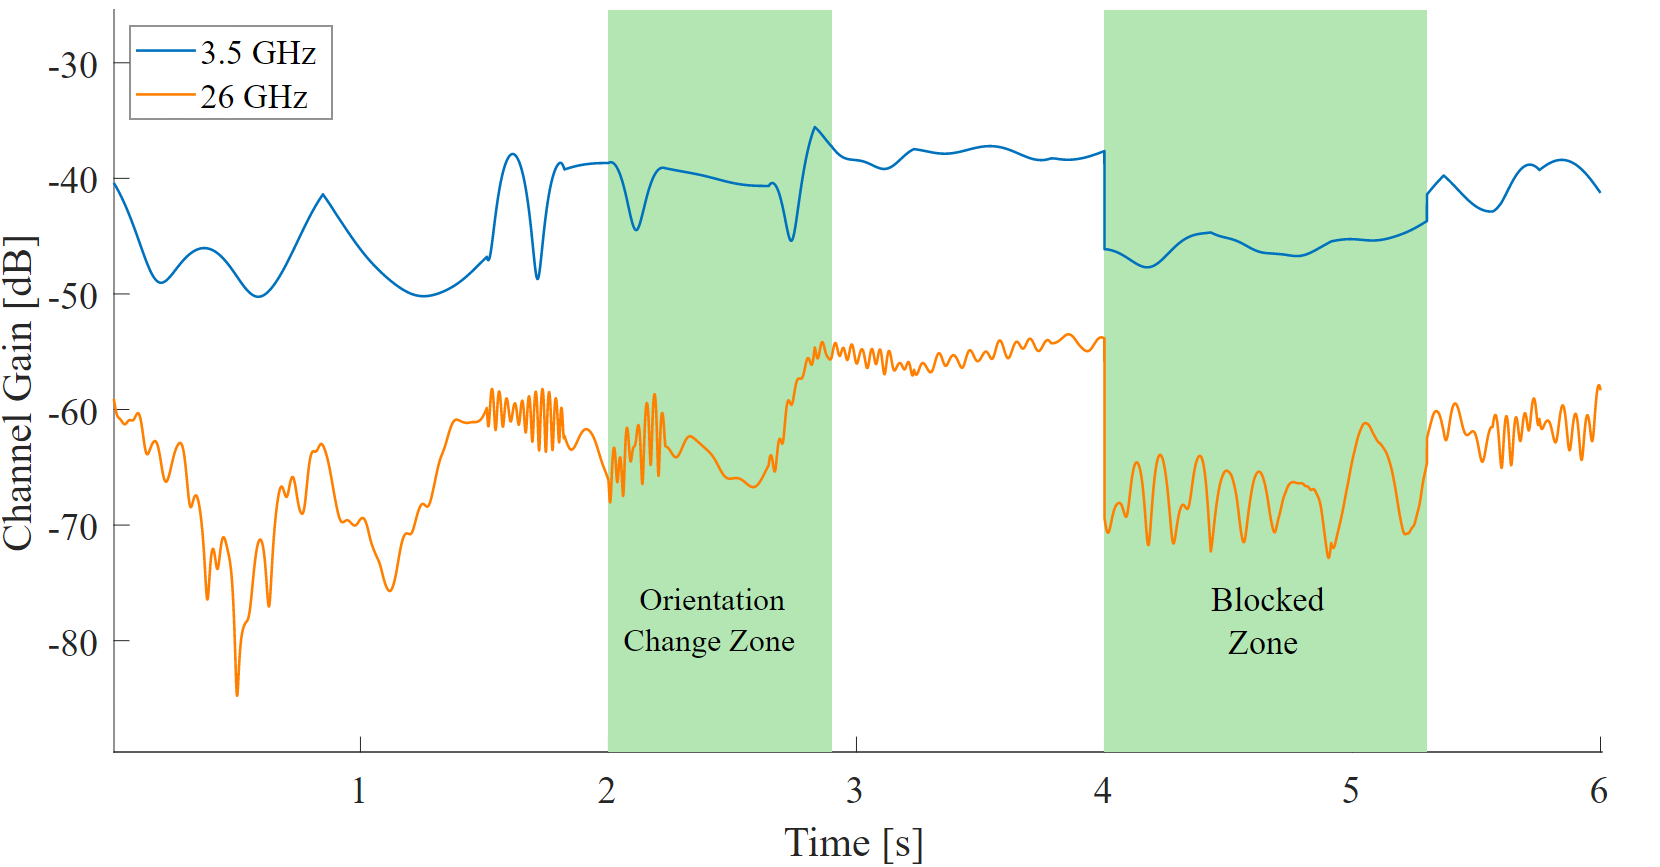 3.5 GHz
26 GHz
-30
-40
-50
-60
-70
-80
Channel Gain [dB]
Orientation
Change Zone
Blocked
Zone
1
2
3
4
5
6
Time [s]